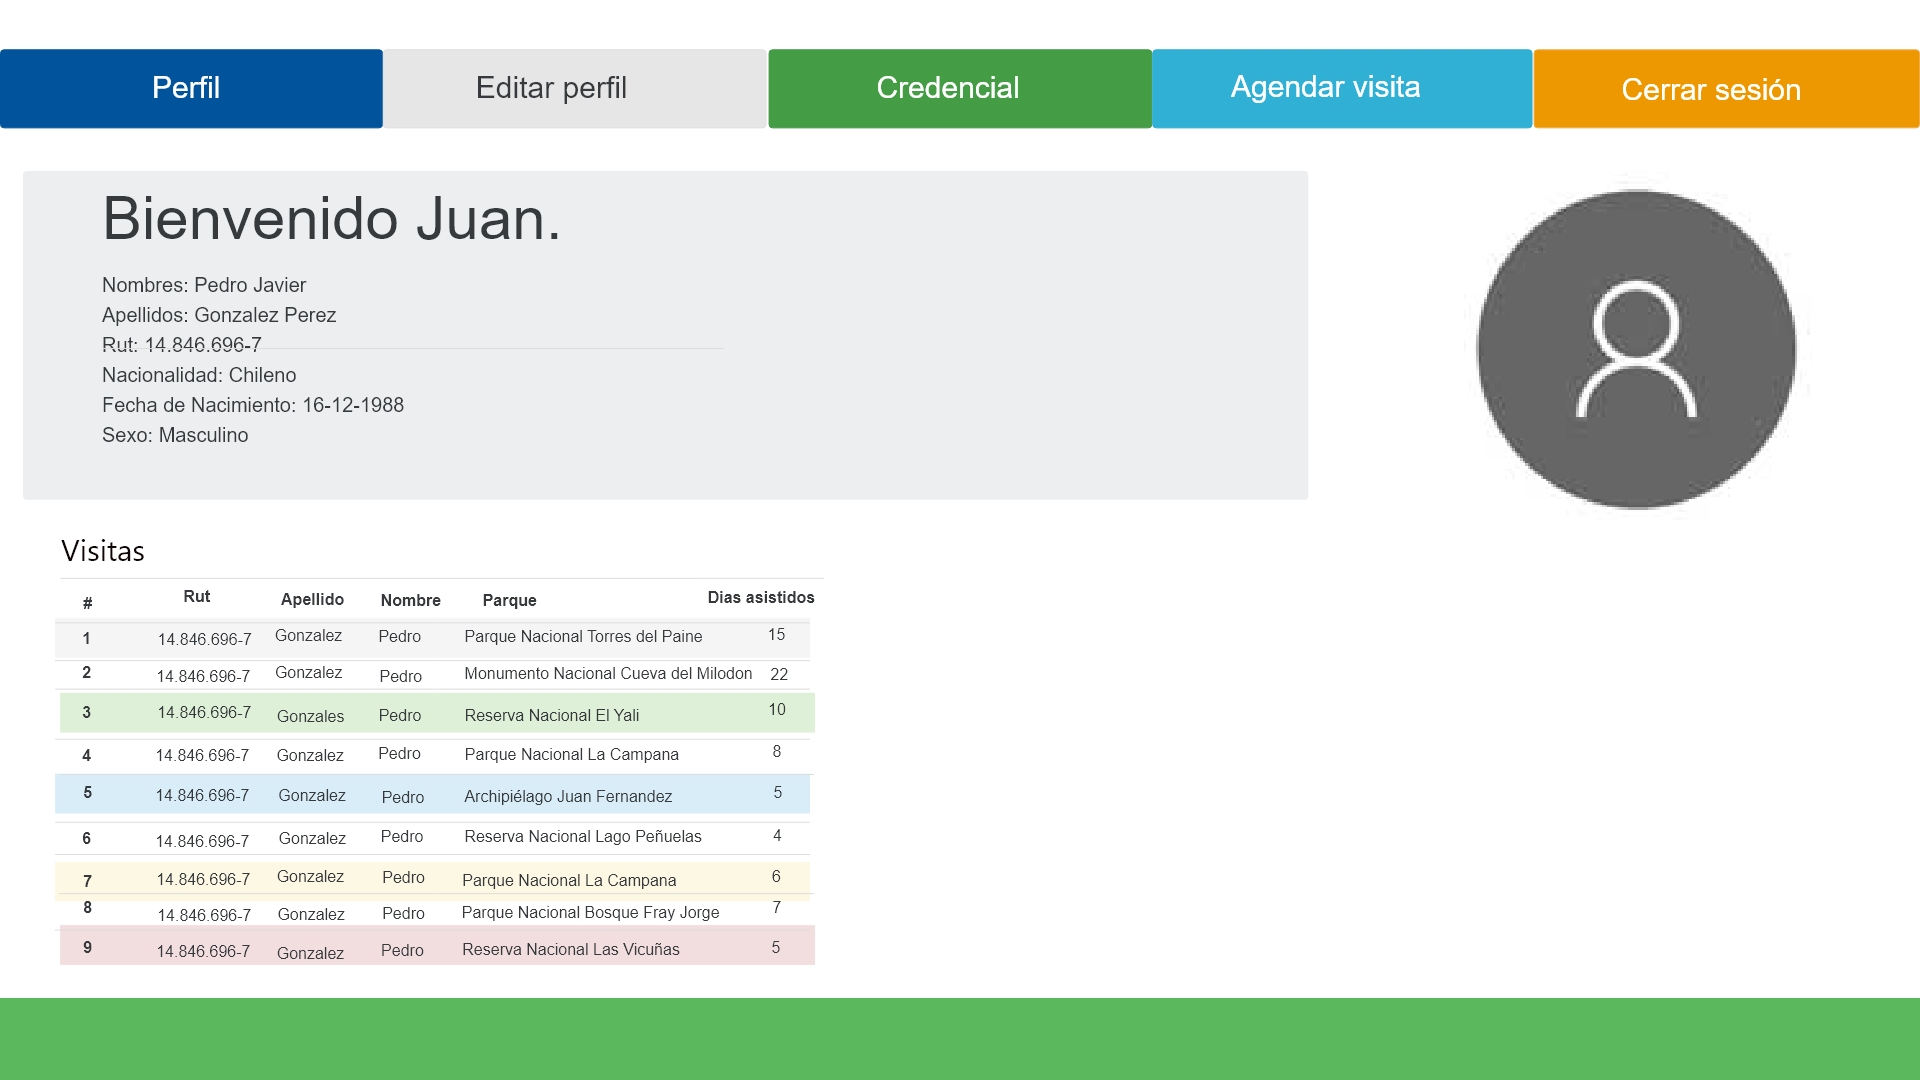 Perfil Editar perfil Credencial Agendar visita Cerrar sesión
Bienvenido Juan.
Nombres: Pedro Javier
Apellidos: Gonzalez Perez
Rut: 14.846.696-7
Nacionalidad: Chileno
Fecha de Nacimiento: 16-12-1988
Sexo: Masculino
Visitas
# Rut Apellido Nombre Parque Dias asistidos
1 14.846.696-7 Gonzalez Pedro Parque Nacional Torres del Paine 15
2 14.846.696-7 Gonzalez Pedro Monumento Nacional Cueva del Milodon 22
3 14.846.696-7 Gonzales Pedro Reserva Nacional El Yali 10
4 14.846.696-7 Gonzalez Pedro Parque Nacional La Campana 8
5 14.846.696-7 Gonzalez Pedro Archipiélago Juan Fernandez 5
6 14.846.696-7 Gonzalez Pedro Reserva Nacional Lago Peñuelas 4
7 14.846.696-7 Gonzalez Pedro Parque Nacional La Campana 6
8 14.846.696-7 Gonzalez Pedro Parque Nacional Bosque Fray Jorge 7
9 14.846.696-7 Gonzalez Pedro Reserva Nacional Las Vicuñas 5